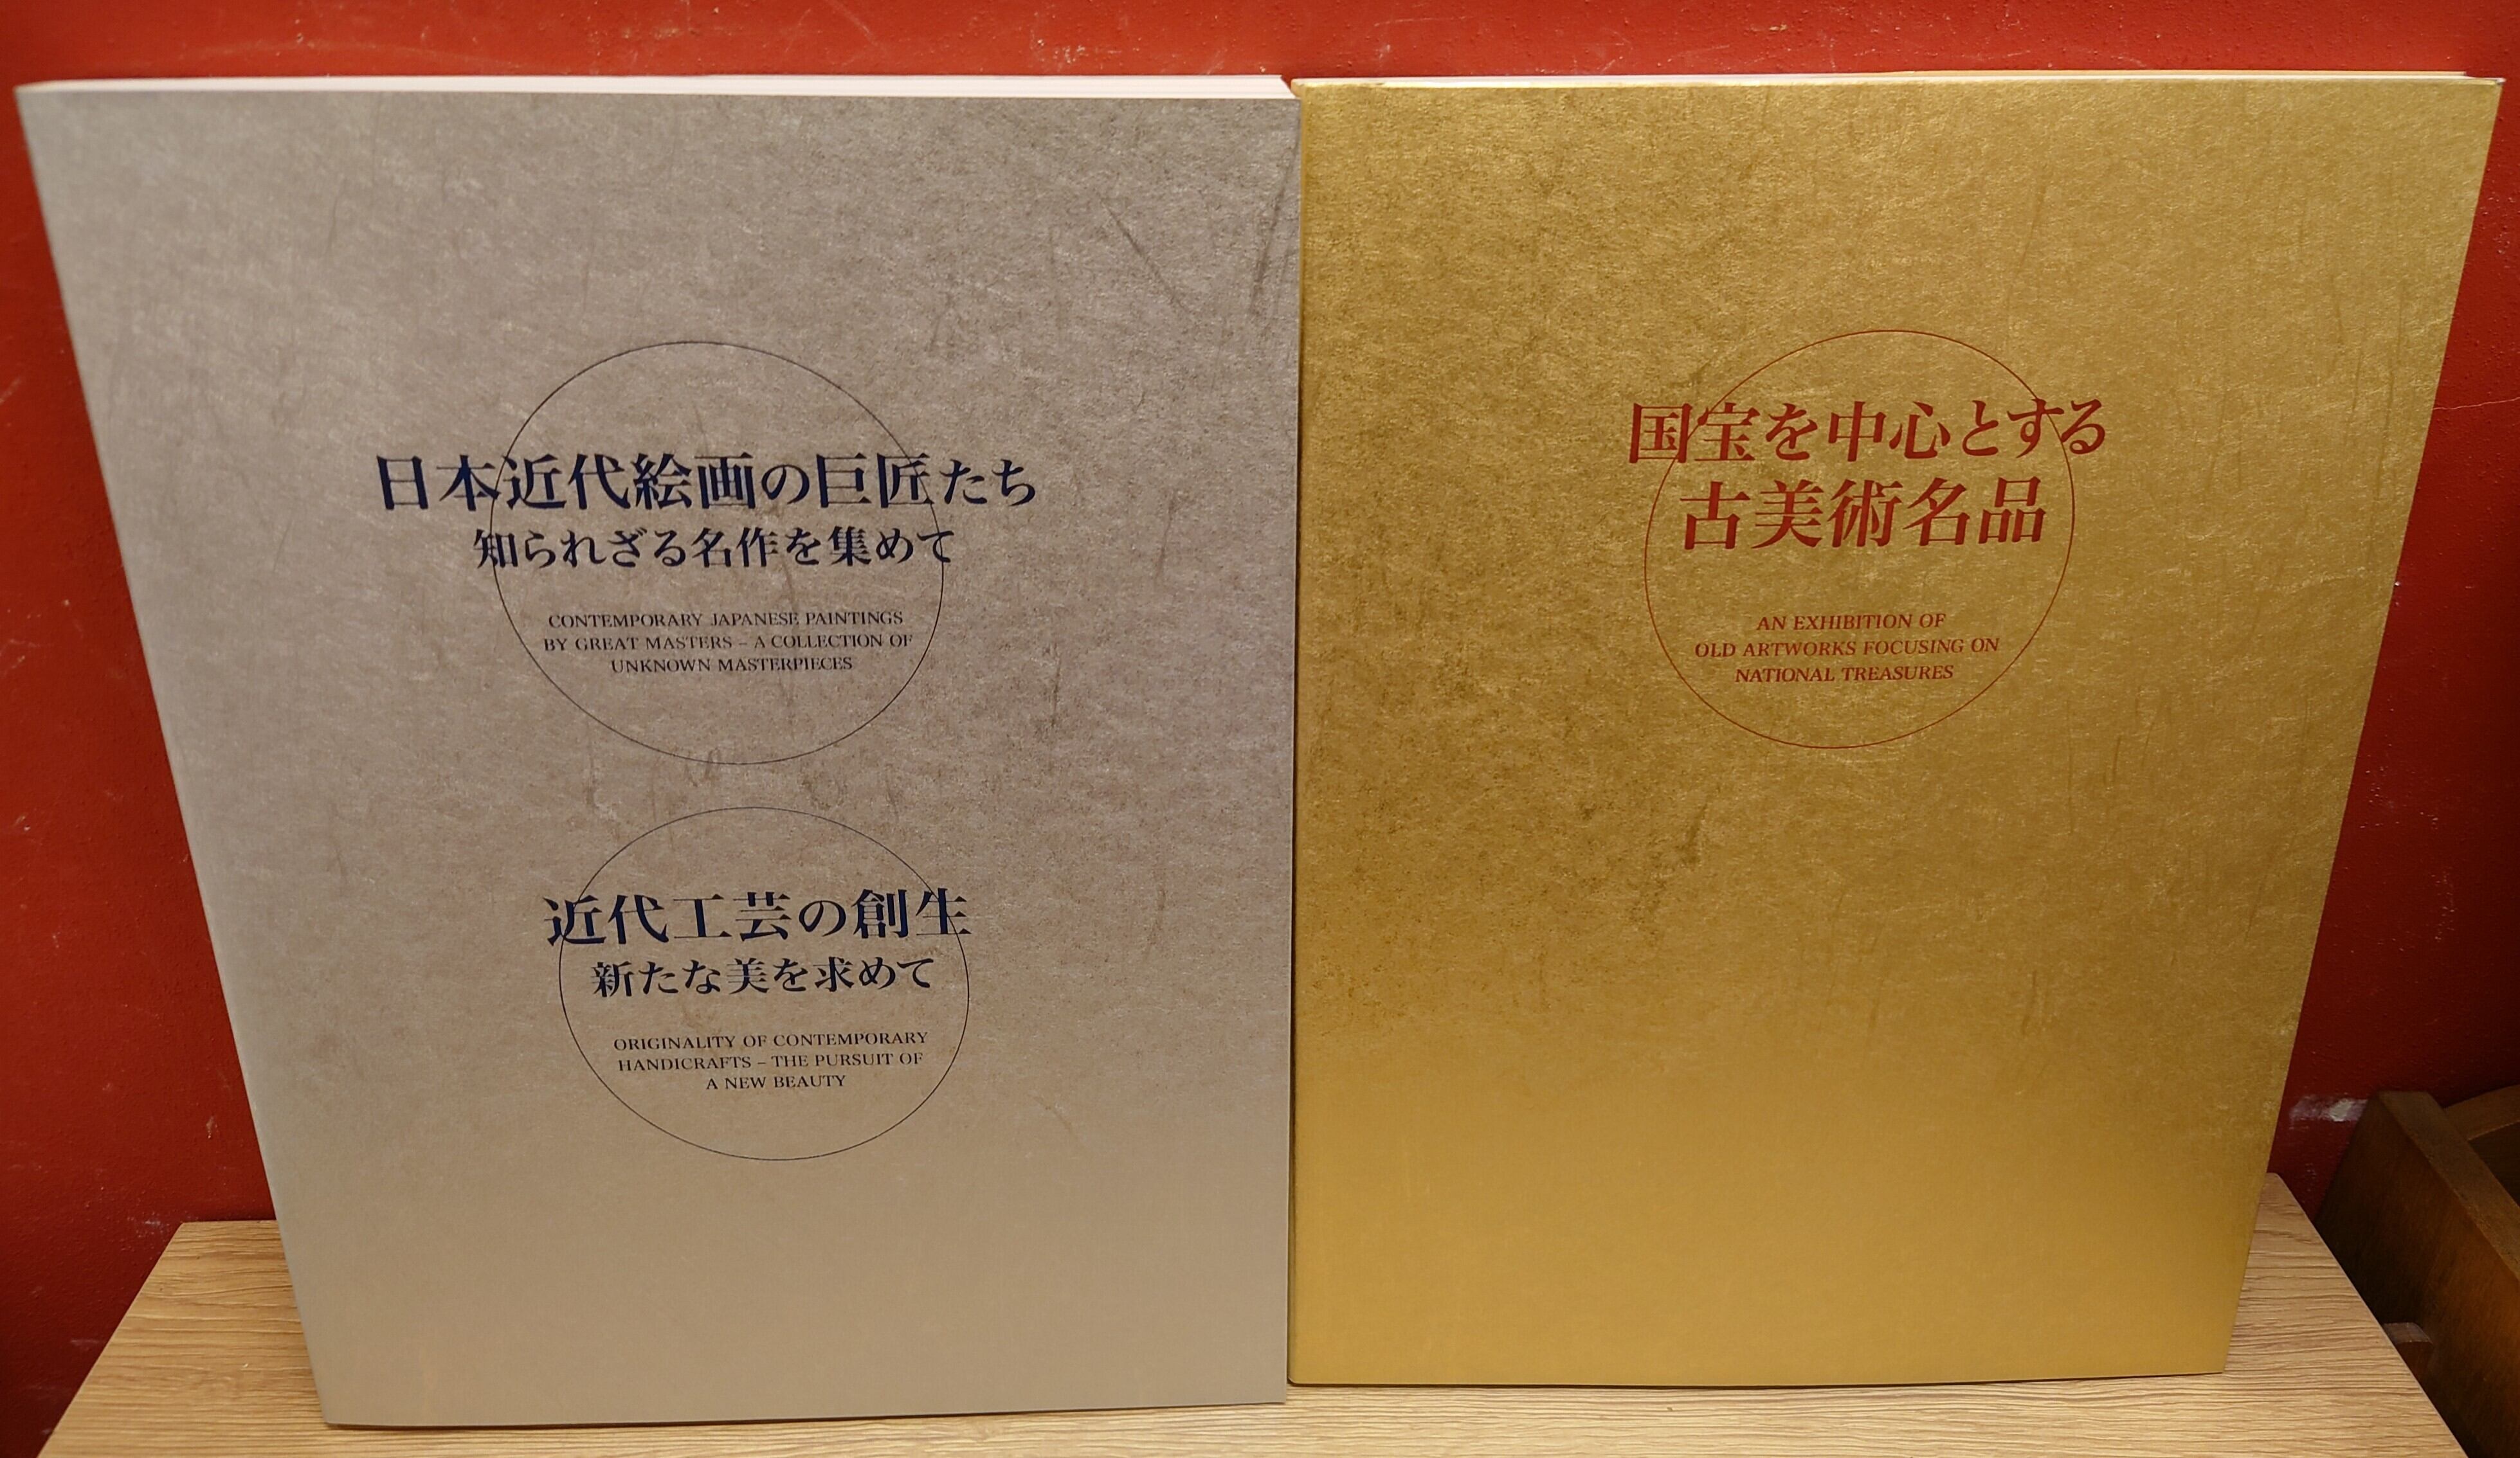 日本近代絵画の巨匠たち
知られざる名作を集めて
CONTEMPORARY JAPANESE PAINTINGS
BY GREAT MASTERS – A COLLECTION OF
UNKNOWN MASTERPIECES
近代工芸の創生
新たな美を求めて
ORIGINALITY OF CONTEMPORARY
HANDICRAFTS – THE PURSUIT OF
A NEW BEAUTY
国宝を中心とする
古美術名品
AN EXHIBITION OF
OLD ARTWORKS FOCUSING ON
NATIONAL TREASURES